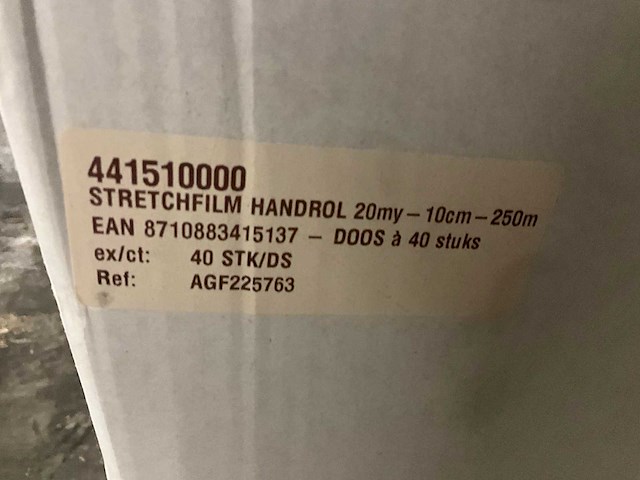 441510000
STRETCHFILM HANDROL 20my – 10cm – 250m
EAN 8710883415137 – DOOS à 40 stuks
ex/ct: 40 STK/DS
Ref: AGF225763